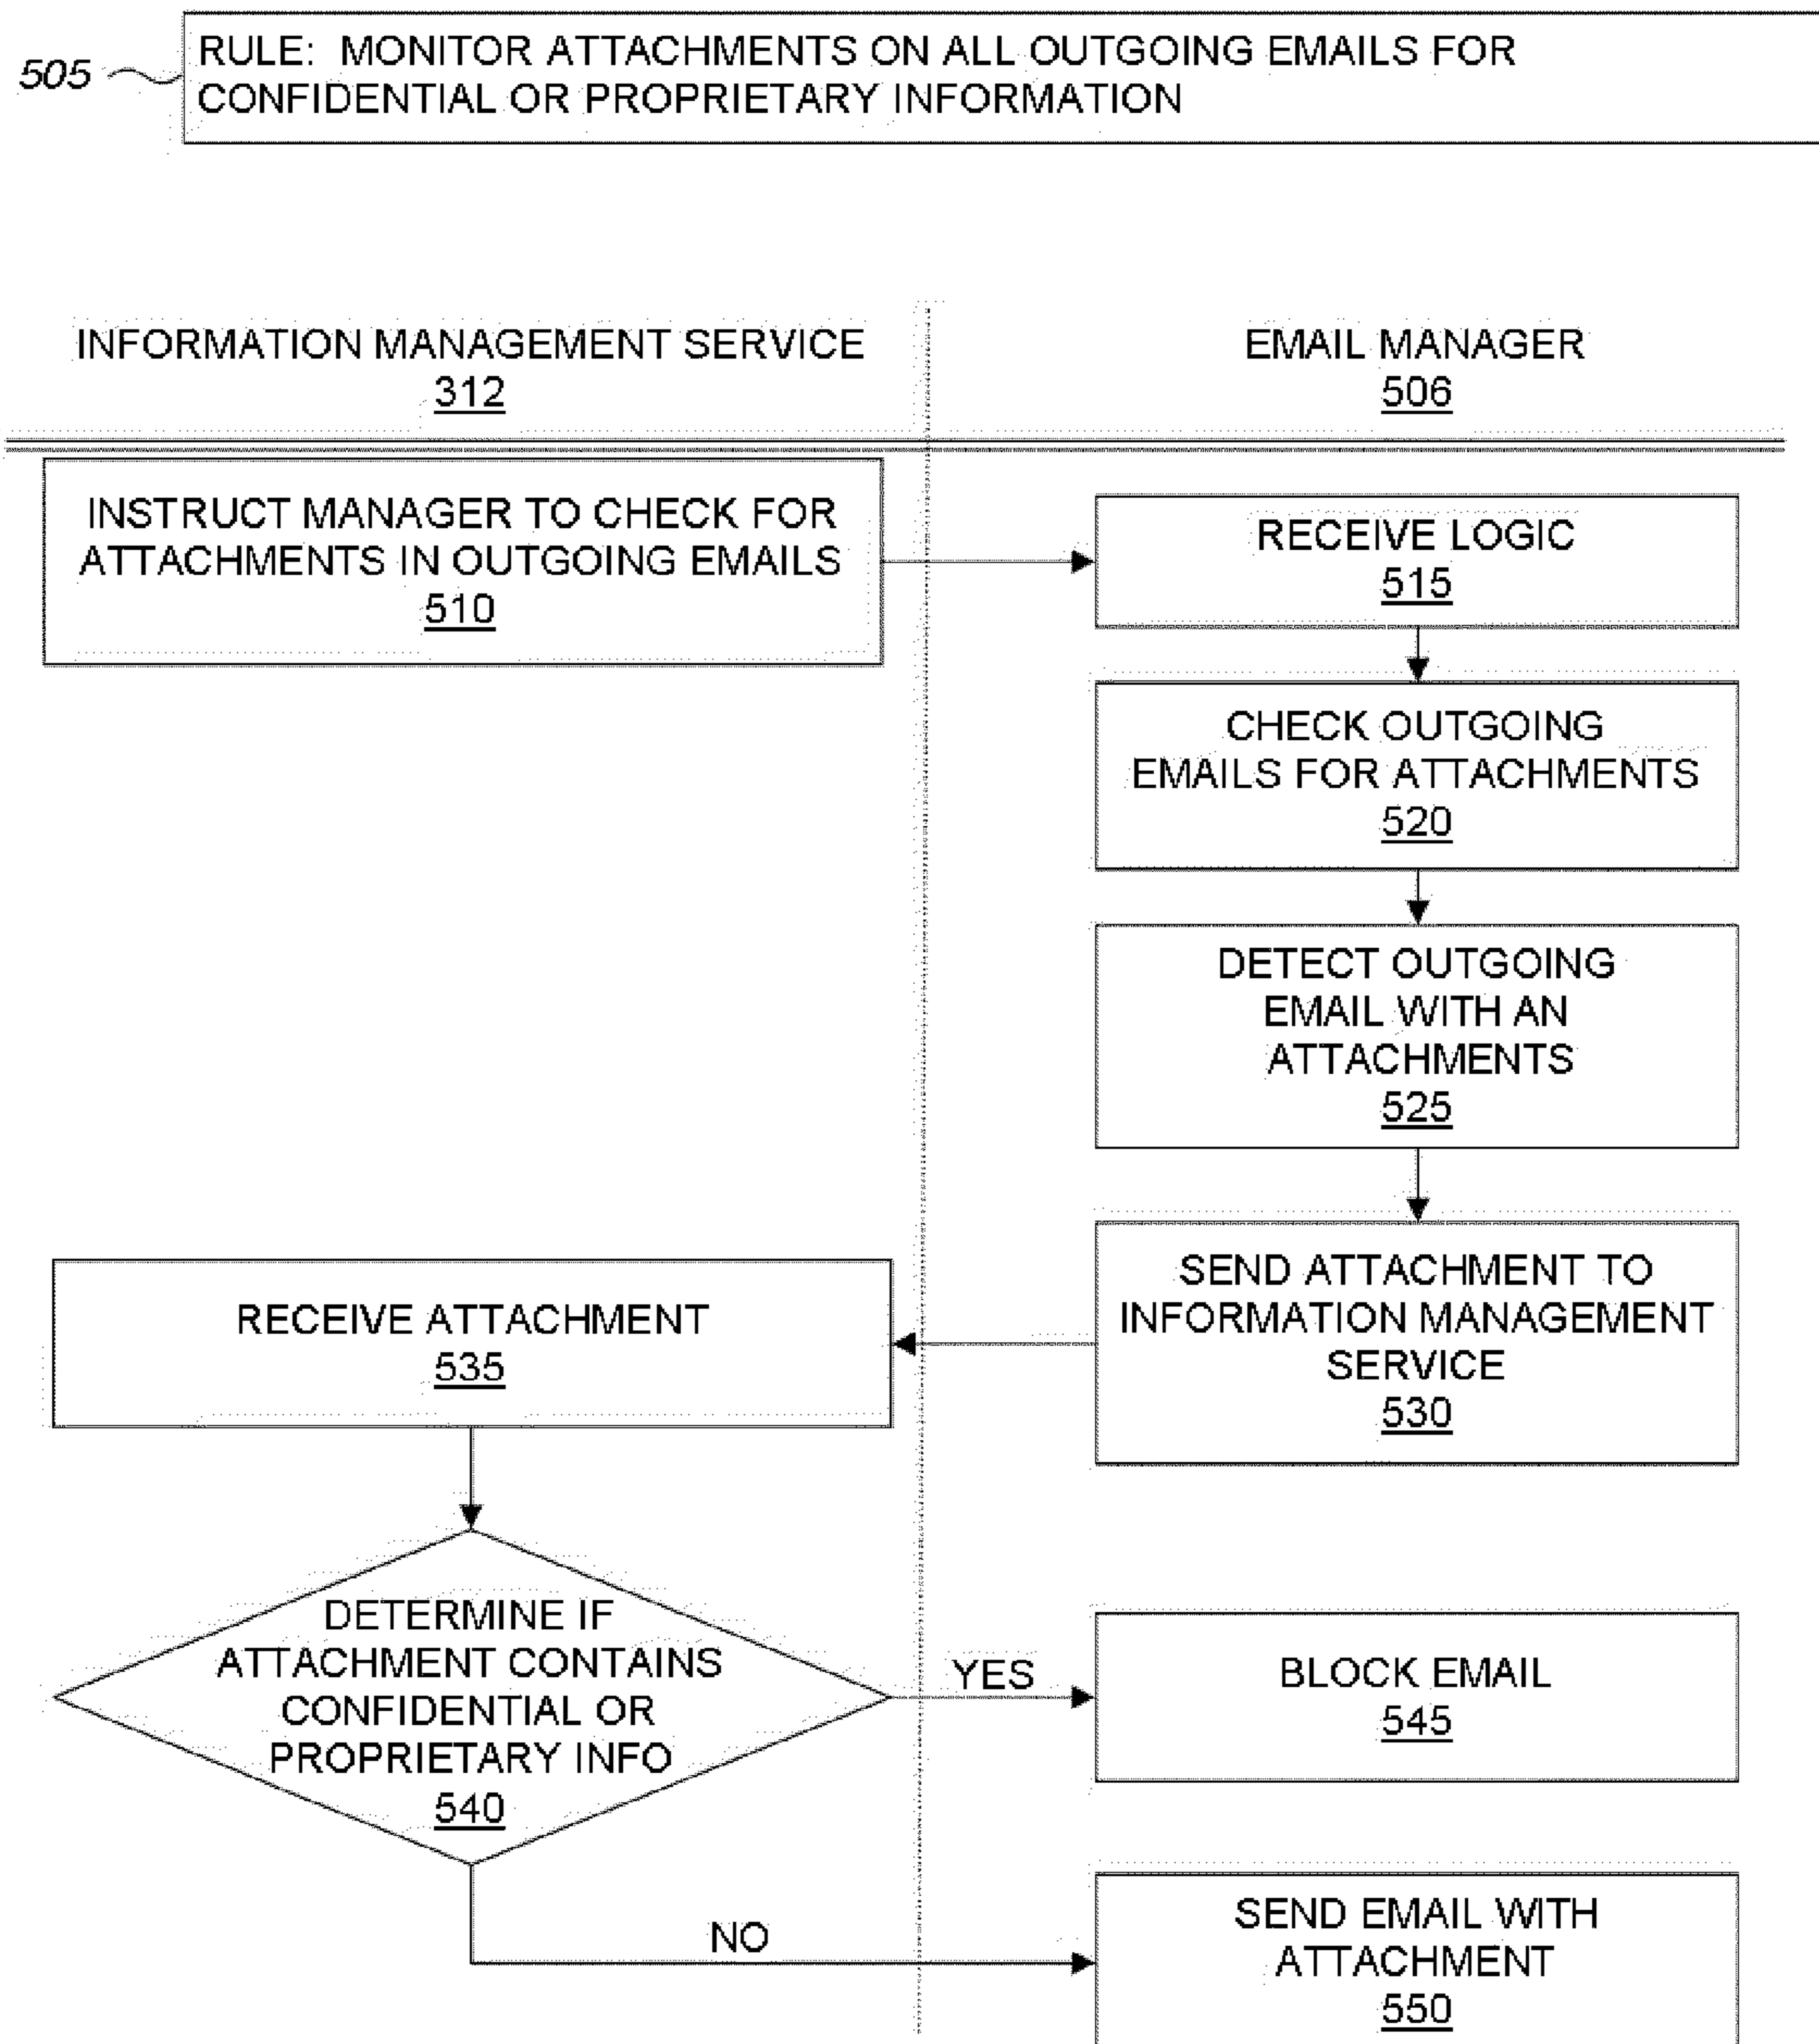 505
RULE: MONITOR ATTACHMENTS ON ALL OUTGOING EMAILS FOR
CONFIDENTIAL OR PROPRIETARY INFORMATION
INFORMATION MANAGEMENT SERVICE
312
EMAIL MANAGER
506
INSTRUCT MANAGER TO CHECK FOR
ATTACHMENTS IN OUTGOING EMAILS
510
RECEIVE LOGIC
515
CHECK OUTGOING
EMAILS FOR ATTACHMENTS
520
DETECT OUTGOING
EMAIL WITH AN
ATTACHMENTS
525
SEND ATTACHMENT TO
INFORMATION MANAGEMENT
SERVICE
530
RECEIVE ATTACHMENT
535
DETERMINE IF
ATTACHMENT CONTAINS
CONFIDENTIAL OR
PROPRIETARY INFO
540
YES
BLOCK EMAIL
545
NO
SEND EMAIL WITH
ATTACHMENT
550